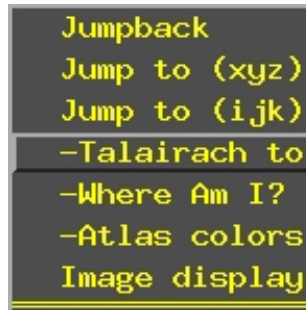 Jumpback
Jump to (xyz)
Jump to (ijk)
-Talairach to
-Where Am I?
-Atlas colors
Image display